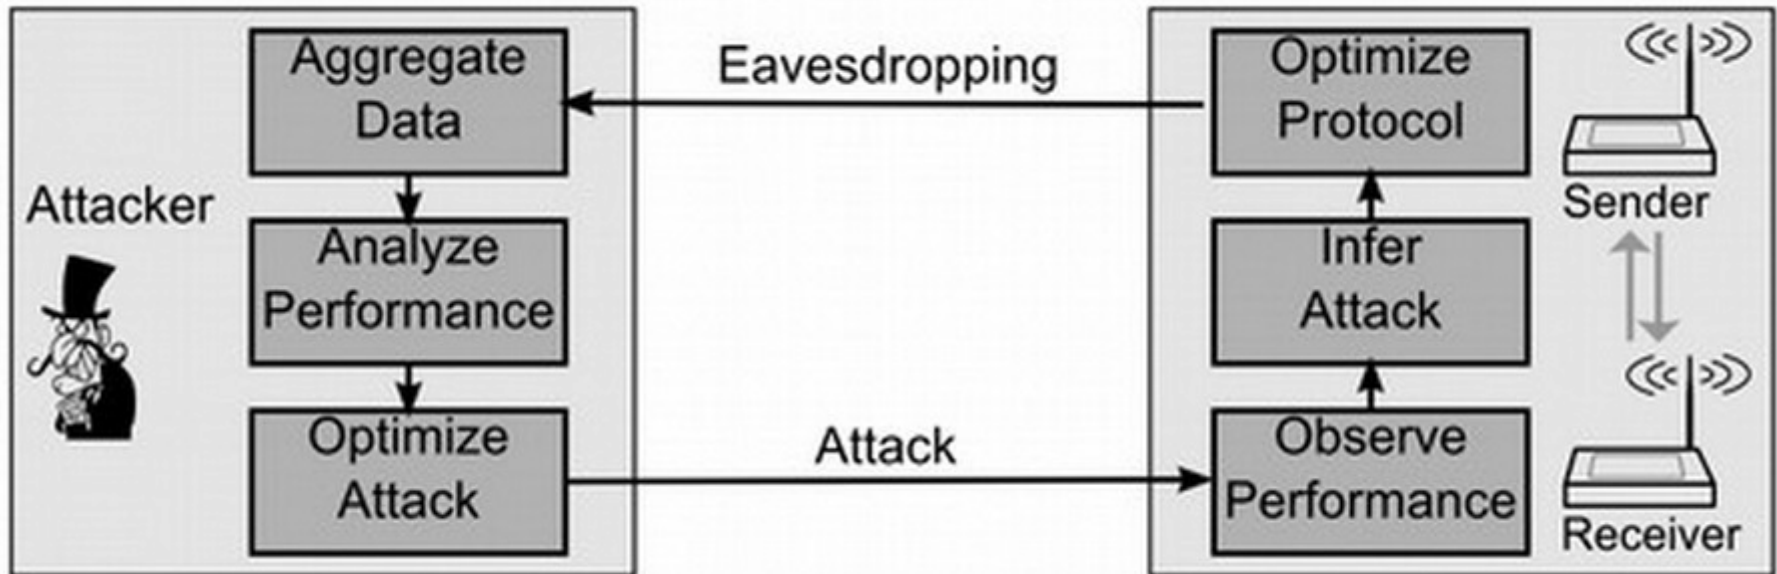 Attacker
Aggregate
Data
Analyze
Performance
Optimize
Attack
Eavesdropping
Attack
Optimize
Protocol
Infer
Attack
Observe
Performance
Sender
Receiver